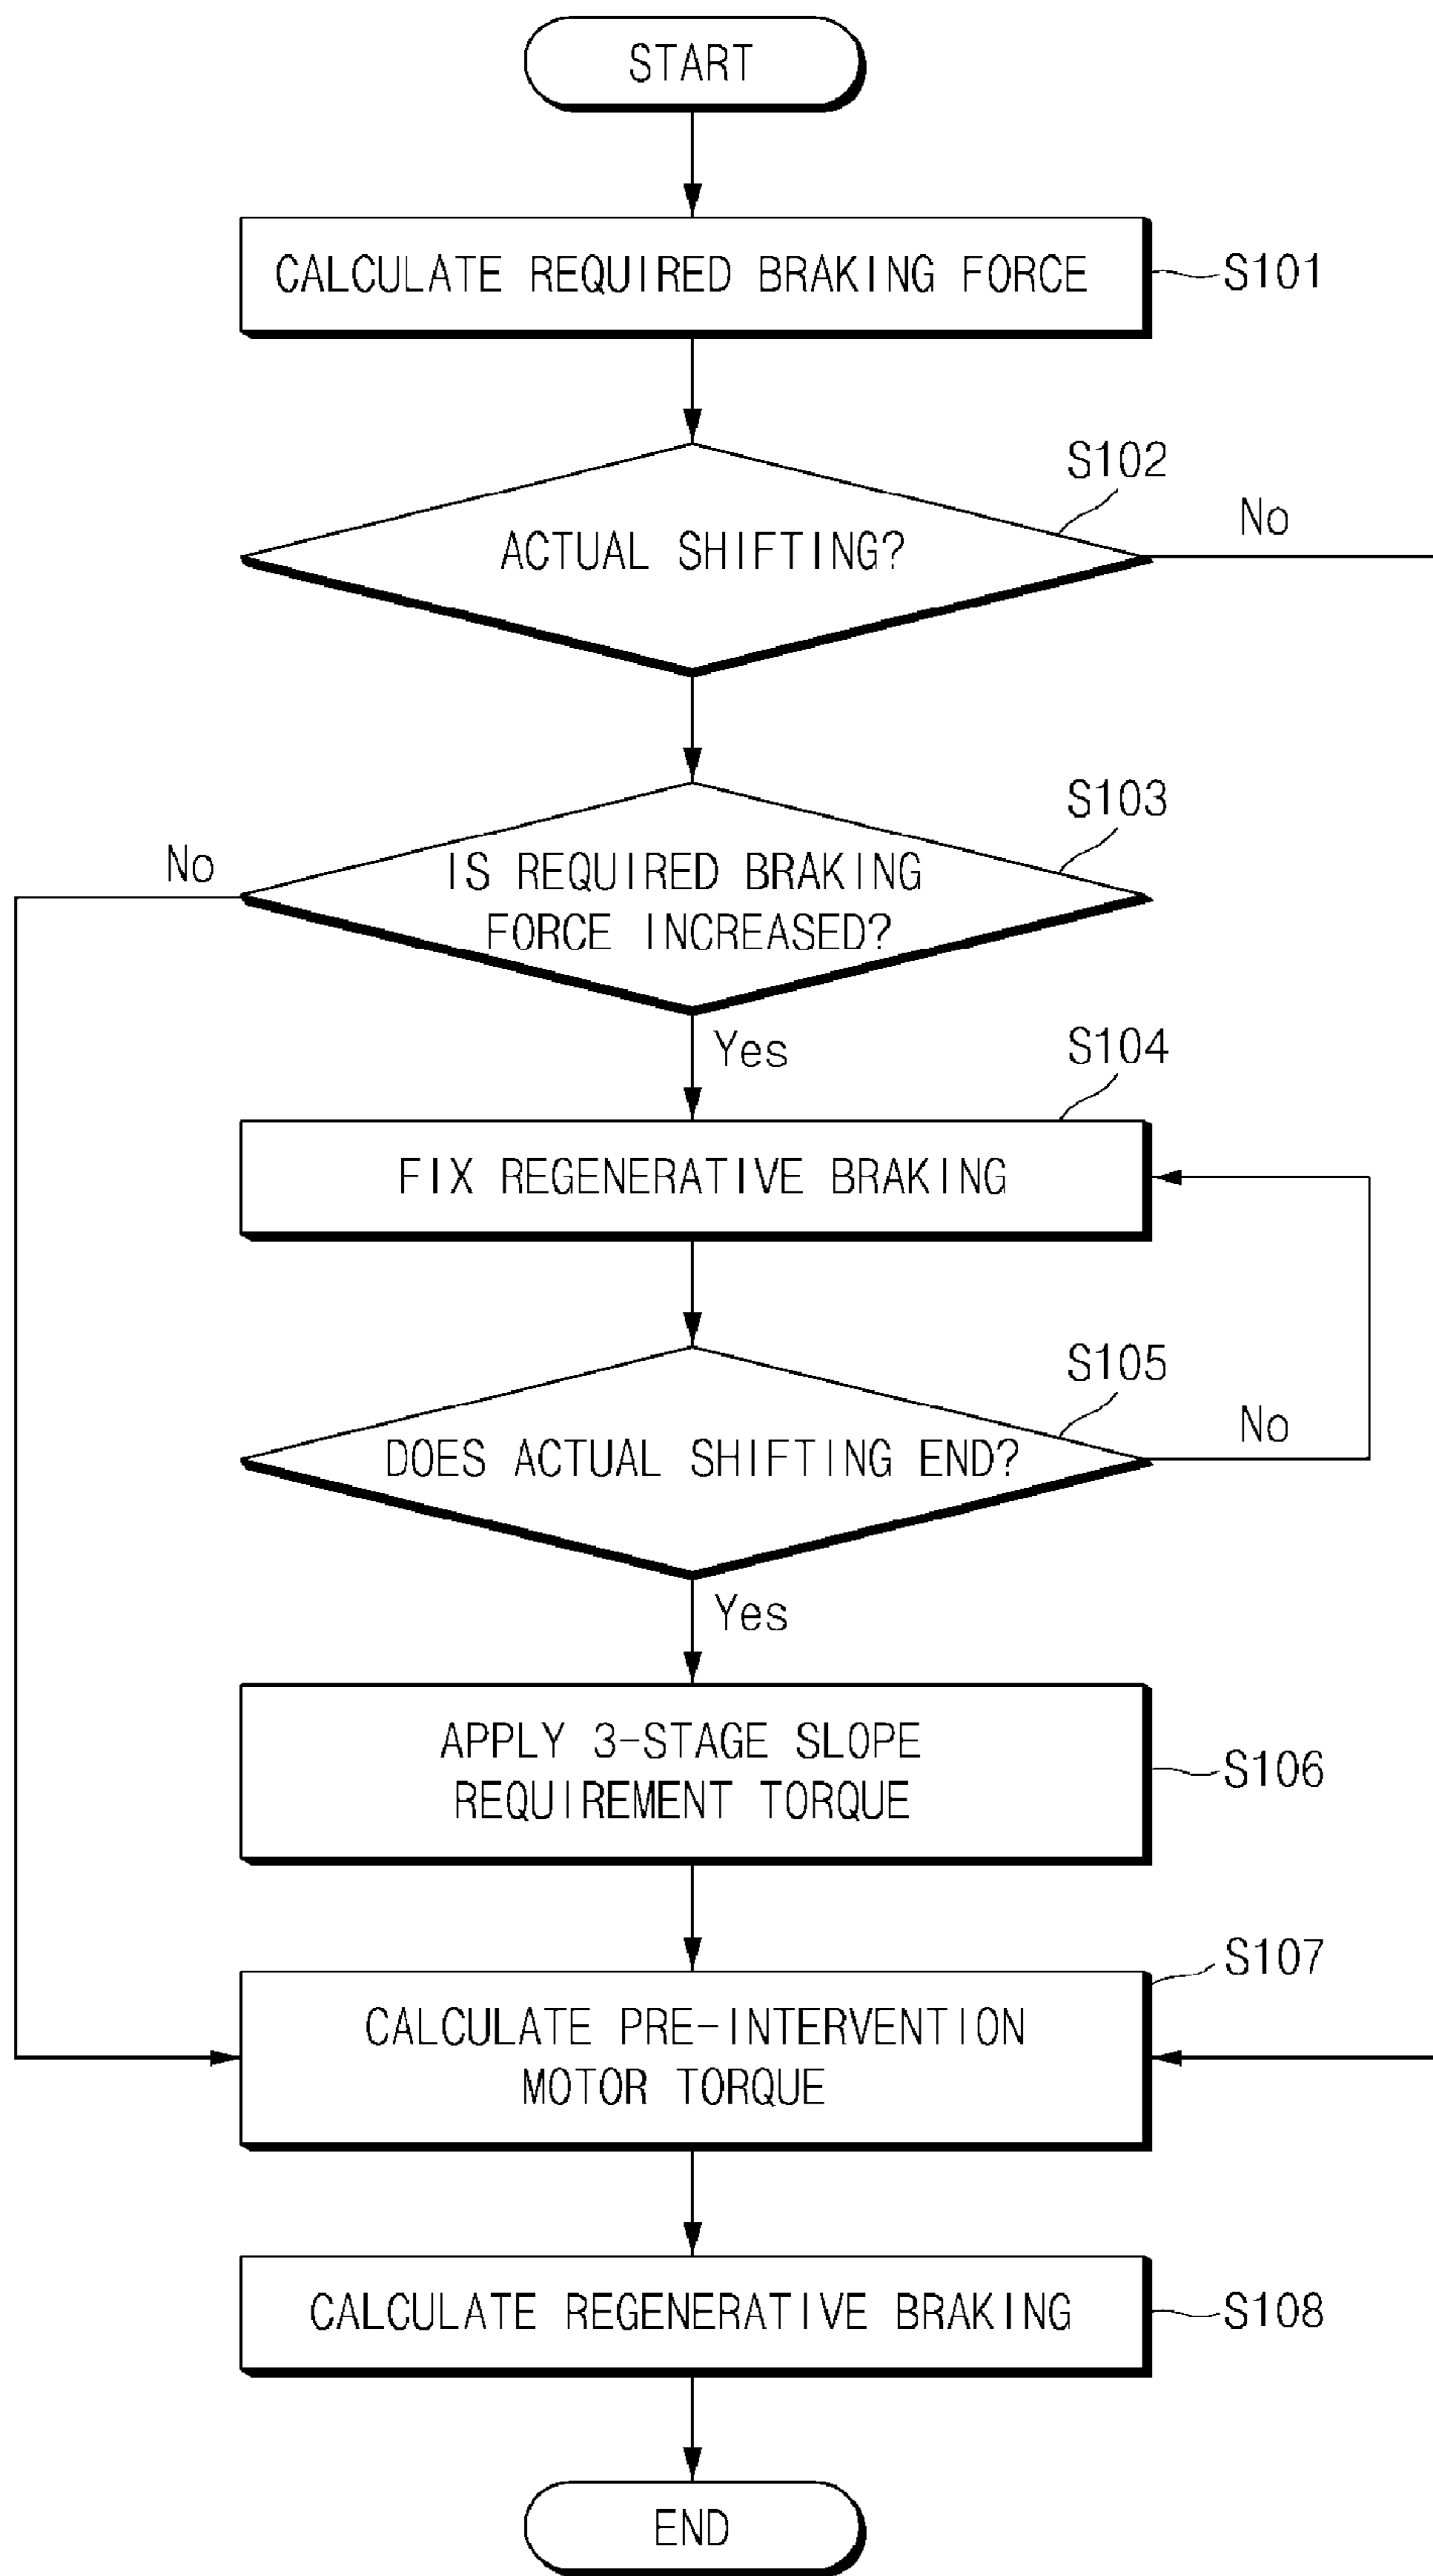 START
CALCULATE REQUIRED BRAKING FORCE
S101
S102
ACTUAL SHIFTING?
No
S103
No
IS REQUIRED BRAKING
FORCE INCREASED?
Yes
S104
FIX REGENERATIVE BRAKING
S105
DOES ACTUAL SHIFTING END?
No
Yes
APPLY 3-STAGE SLOPE
REQUIREMENT TORQUE
S106
S107
CALCULATE PRE-INTERVENTION
MOTOR TORQUE
CALCULATE REGENERATIVE BRAKING
S108
END